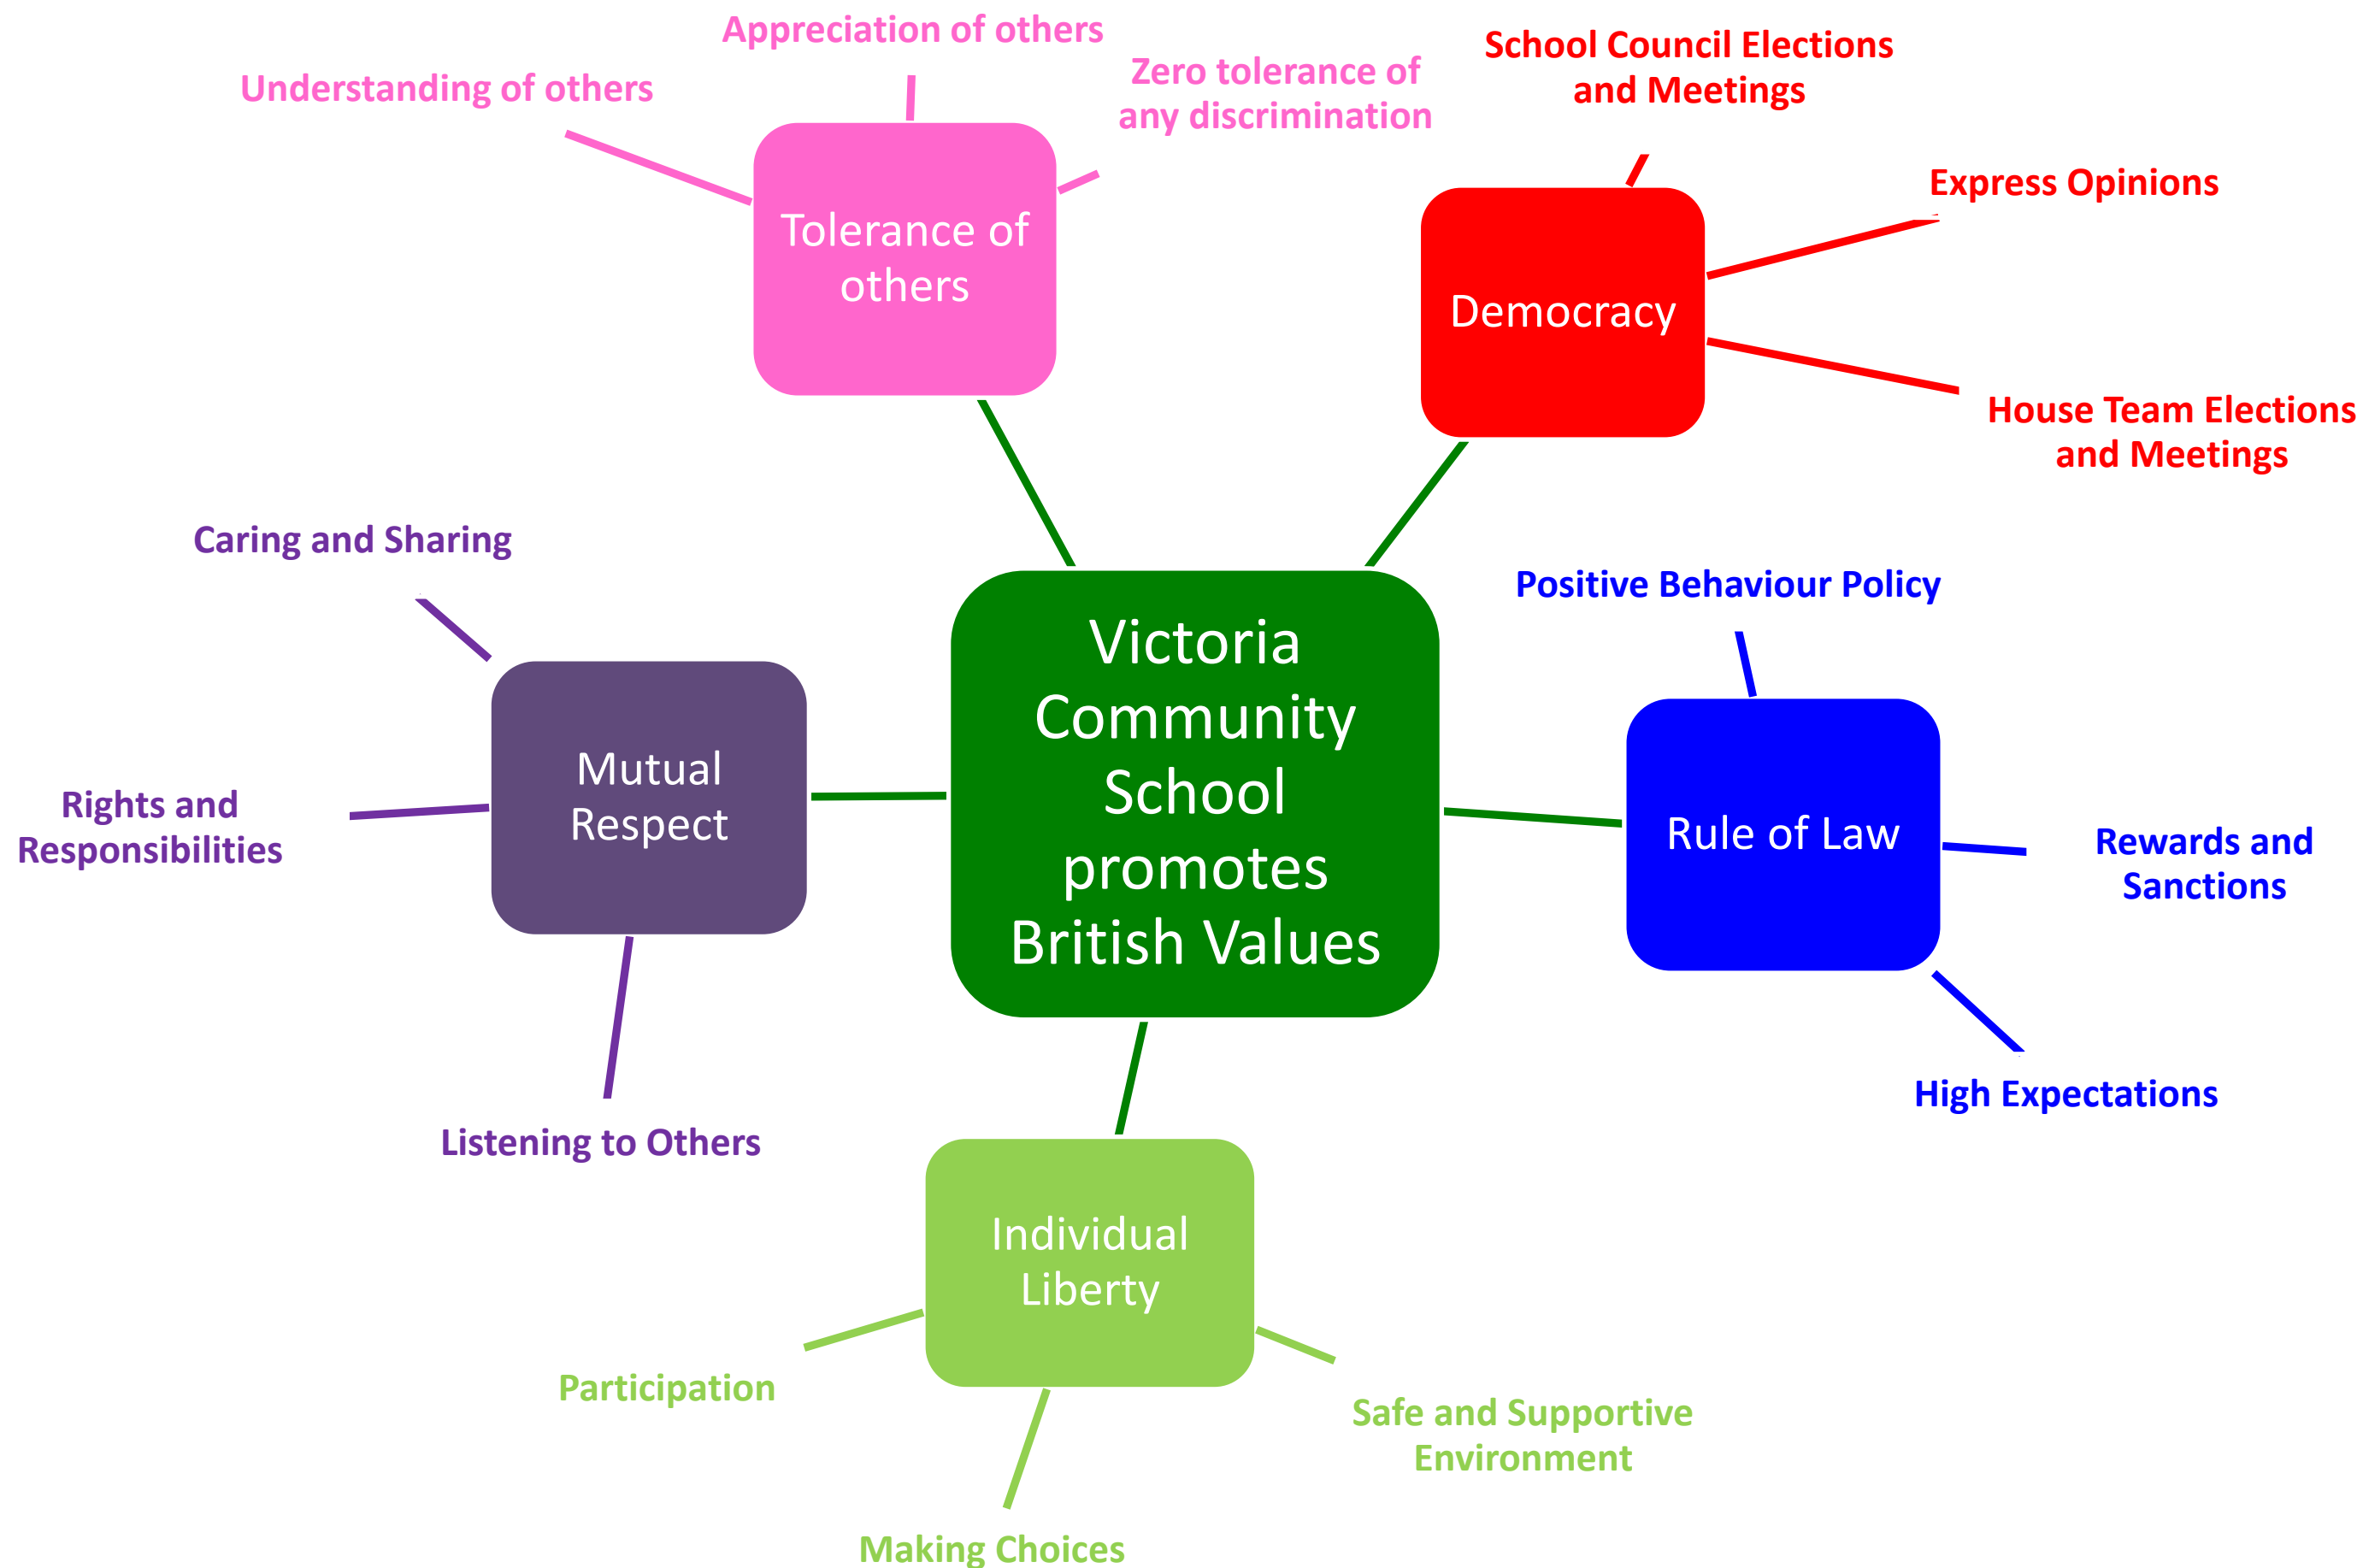 Appreciation of others
Understanding of others
Zero tolerance of
any discrimination
Tolerance of
others
School Council Elections
and Meetings
Express Opinions
Democracy
House Team Elections
and Meetings
Caring and Sharing
Rights and
Responsibilities
Mutual
Respect
Listening to Others
Victoria
Community
School
promotes
British Values
Positive Behaviour Policy
Rule of Law
Rewards and
Sanctions
High Expectations
Individual
Liberty
Participation
Safe and Supportive
Environment
Making Choices